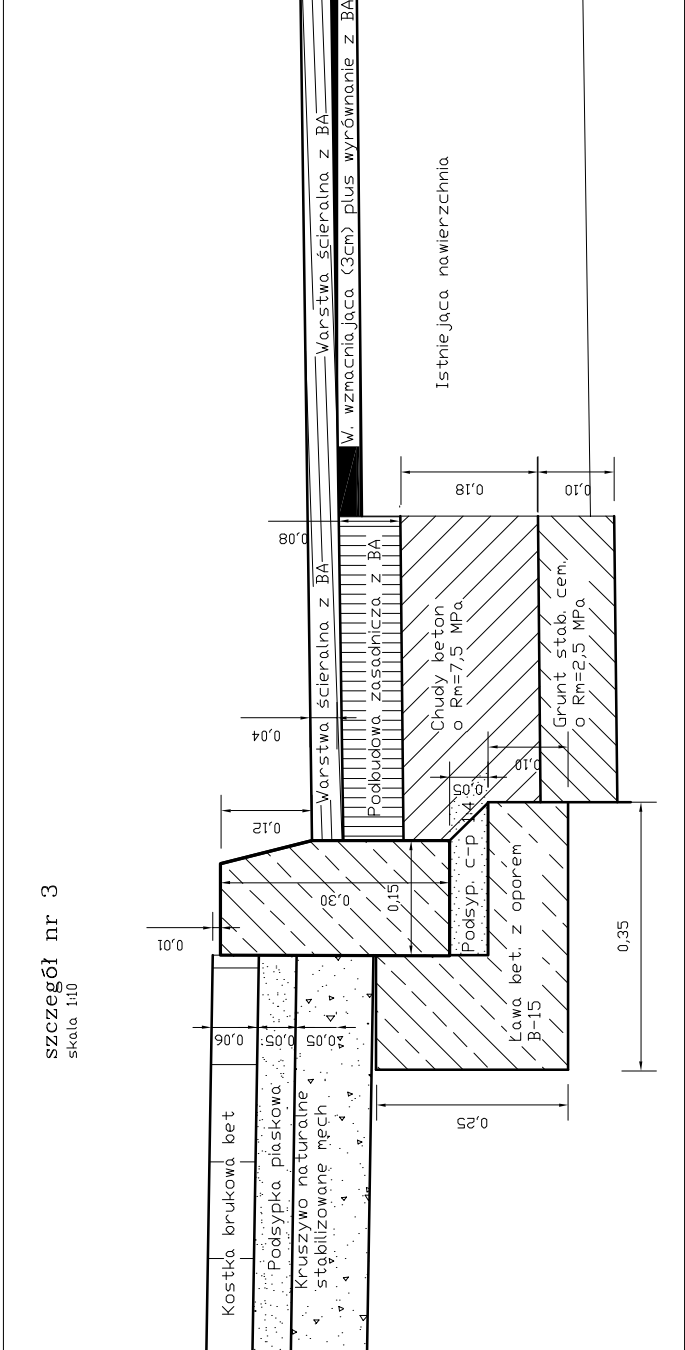 szczegół nr 3
skala 1:10
Kostka brukowa bet
Podsypka piaskowa
Kruszywo naturalne
stabilizowane mech
0,06
0,05
0,05
0,01
0,12
0,30
0,15
0,04
0,08
Warstwa ścieralna z BA
Warstwa ścieralna z BA
W. wzmacniająca (3cm) plus wyrównanie z BA
Podbudowa zasadnicza z BA
Chudy beton
o Rm=7,5 MPa
Grunt stab. cem.
o Rm=2,5 MPa
Istniejąca nawierzchnia
0,18
0,10
0,05
0,10
Podsyp. c-p 1:4
Ława bet. z oporem
B-15
0,25
0,35